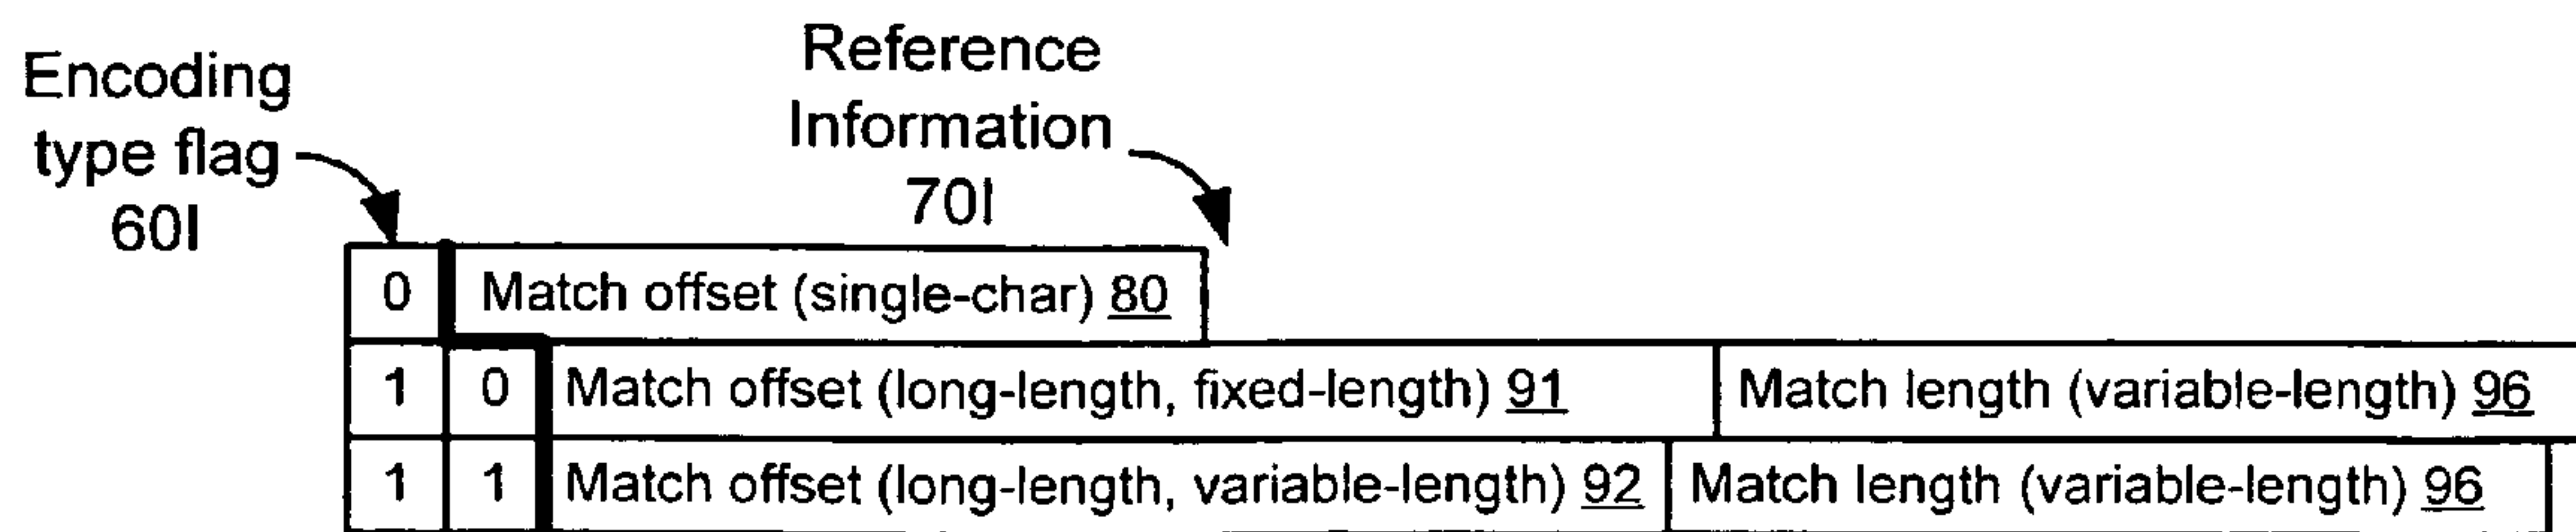 Encoding
type flag
60I
Reference
Information
70I
0 Match offset (single-char) 80
1 0 Match offset (long-length, fixed-length) 91 Match length (variable-length) 96
1 1 Match offset (long-length, variable-length) 92 Match length (variable-length) 96